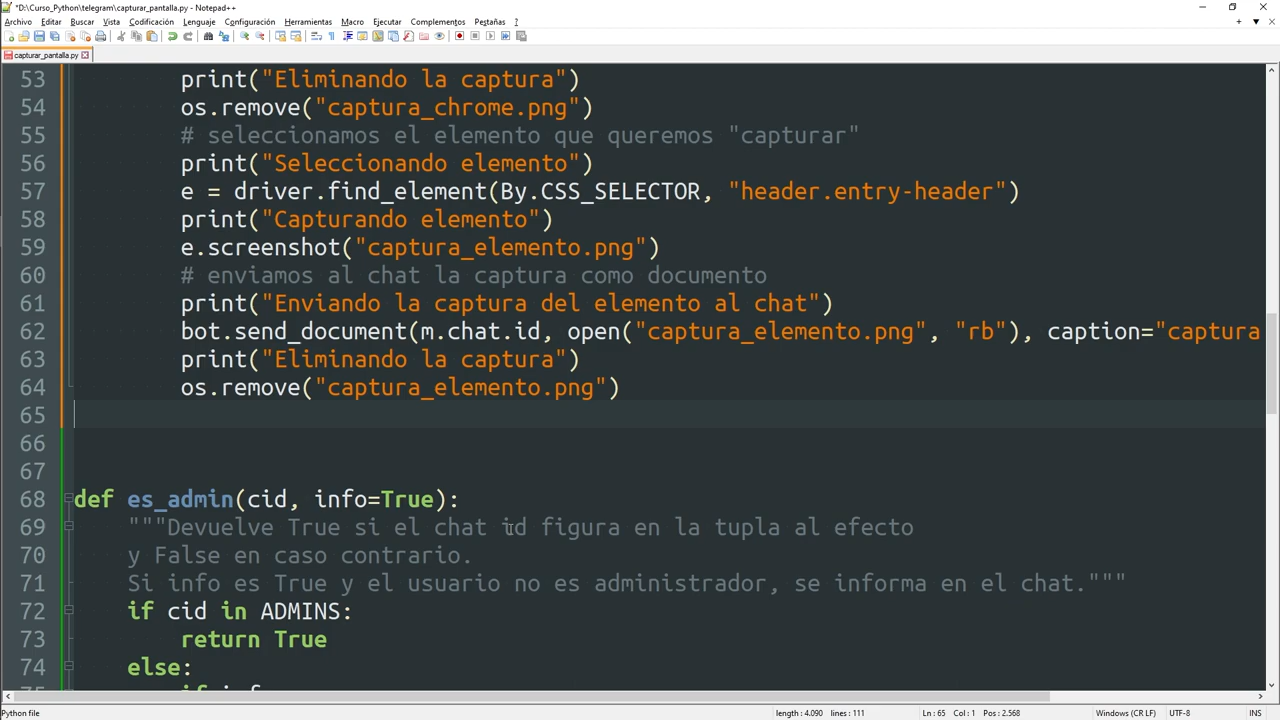 *D:\Curso_Python\telegram\capturar_pantalla.py - Notepad++
Archivo Editar Buscar Vista Codificación Lenguaje Configuración Herramientas Macro Ejecutar Complementos Pestañas ?
capturar_pantalla.py
53 print("Eliminando la captura")
54 os.remove("captura_chrome.png")
55 # seleccionamos el elemento que queremos "capturar"
56 print("Seleccionando elemento")
57 e = driver.find_element(By.CSS_SELECTOR, "header.entry-header")
58 print("Capturando elemento")
59 e.screenshot("captura_elemento.png")
60 # enviamos al chat la captura como documento
61 print("Enviando la captura del elemento al chat")
62 bot.send_document(m.chat.id, open("captura_elemento.png", "rb"), caption="captura
63 print("Eliminando la captura")
64 os.remove("captura_elemento.png")
65
66
67
68 def es_admin(cid, info=True):
69 """Devuelve True si el chat id figura en la tupla al efecto
70 y False en caso contrario.
71 Si info es True y el usuario no es administrador, se informa en el chat."""
72 if cid in ADMINS:
73 return True
74 else:
Python file length : 4.090 lines : 111 Ln : 65 Col : 1 Pos : 2.568 Windows (CR LF) UTF-8 INS